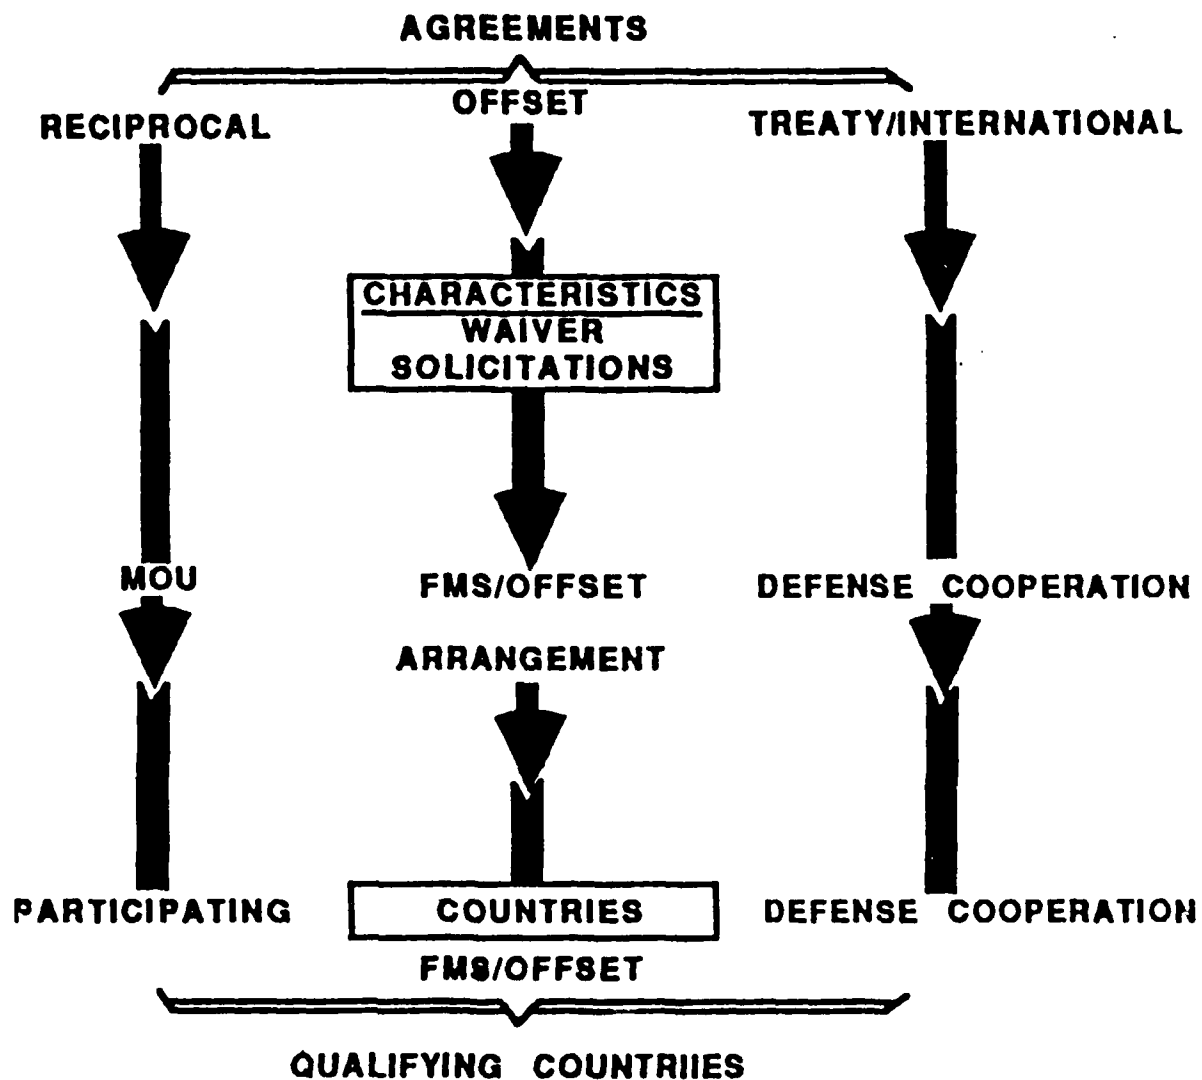 AGREEMENTS
OFFSET
RECIPROCAL
TREATY/INTERNATIONAL
CHARACTERISTICS
WAIVER
SOLICITATIONS
MOU
FMS/OFFSET
DEFENSE COOPERATION
ARRANGEMENT
PARTICIPATING
COUNTRIES
DEFENSE COOPERATION
FMS/OFFSET
QUALIFYING COUNTRIIES